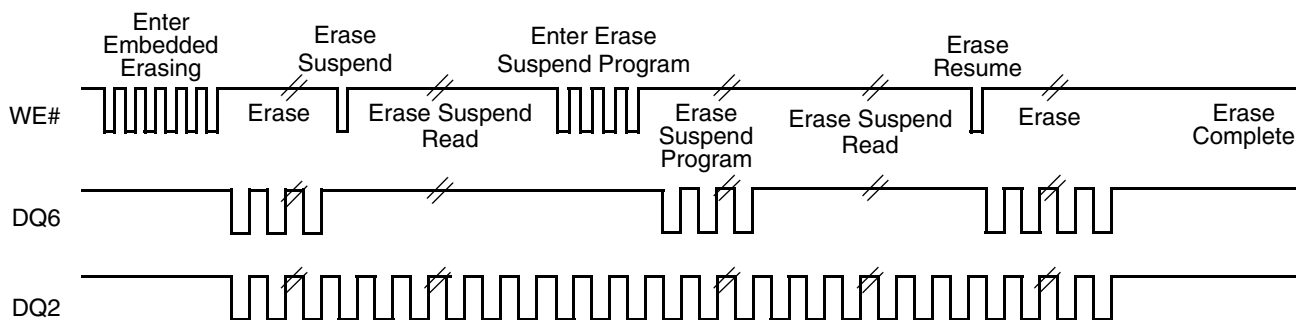 Enter
Embedded
Erasing
Erase
Suspend
Enter Erase
Suspend Program
Erase
Resume
WE#
Erase
Erase Suspend
Read
Erase
Suspend
Program
Erase Suspend
Read
Erase
Erase
Complete
DQ6
DQ2